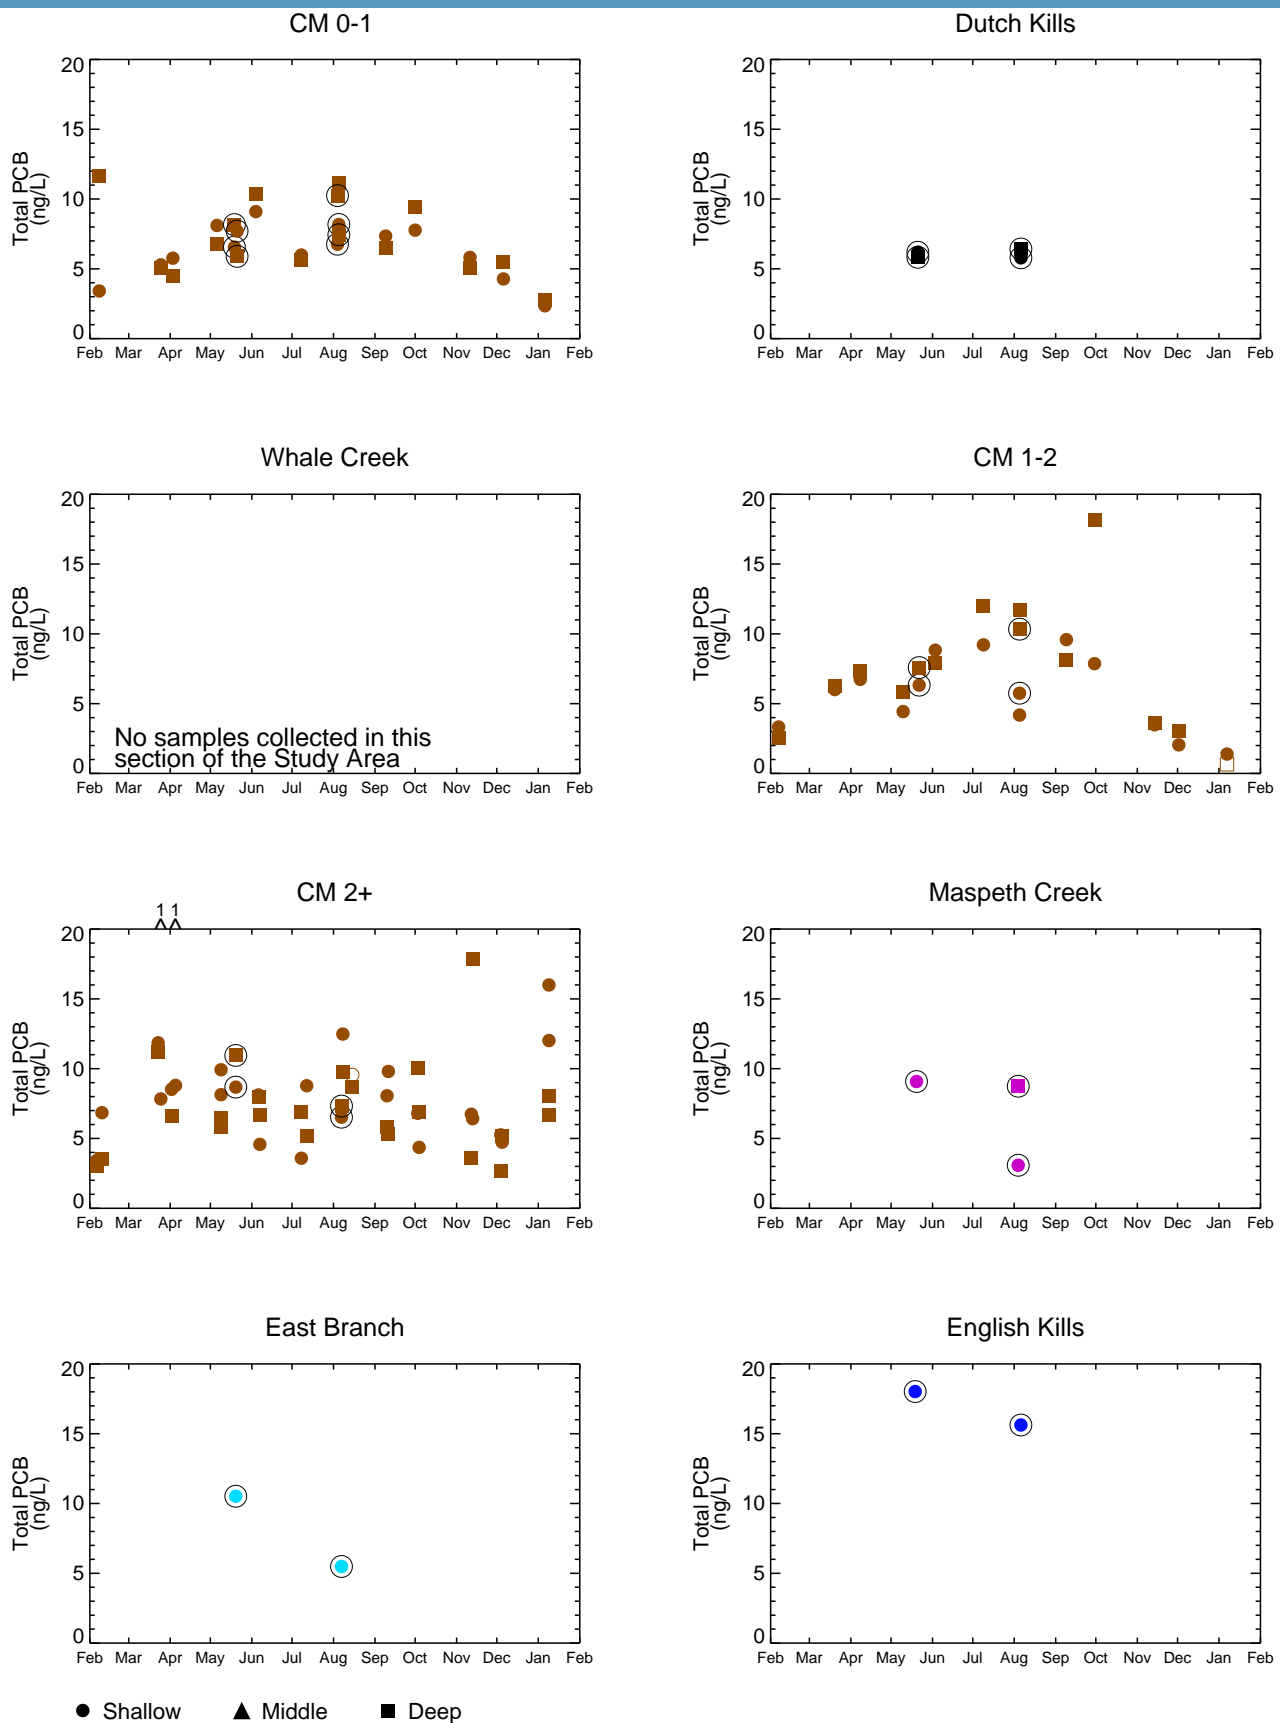 CM 0-1
20
15
10
5
0
Total PCB
(ng/L)
Feb Mar Apr May Jun Jul Aug Sep Oct Nov Dec Jan Feb
Dutch Kills
20
15
10
5
0
Total PCB
(ng/L)
Feb Mar Apr May Jun Jul Aug Sep Oct Nov Dec Jan Feb
Whale Creek
20
15
10
5
0
Total PCB
(ng/L)
No samples collected in this
section of the Study Area
Feb Mar Apr May Jun Jul Aug Sep Oct Nov Dec Jan Feb
CM 1-2
20
15
10
5
0
Total PCB
(ng/L)
Feb Mar Apr May Jun Jul Aug Sep Oct Nov Dec Jan Feb
CM 2+
1 1
20
15
10
5
0
Total PCB
(ng/L)
Feb Mar Apr May Jun Jul Aug Sep Oct Nov Dec Jan Feb
Maspeth Creek
20
15
10
5
0
Total PCB
(ng/L)
Feb Mar Apr May Jun Jul Aug Sep Oct Nov Dec Jan Feb
East Branch
20
15
10
5
0
Total PCB
(ng/L)
Feb Mar Apr May Jun Jul Aug Sep Oct Nov Dec Jan Feb
English Kills
20
15
10
5
0
Total PCB
(ng/L)
Feb Mar Apr May Jun Jul Aug Sep Oct Nov Dec Jan Feb
Shallow Middle Deep